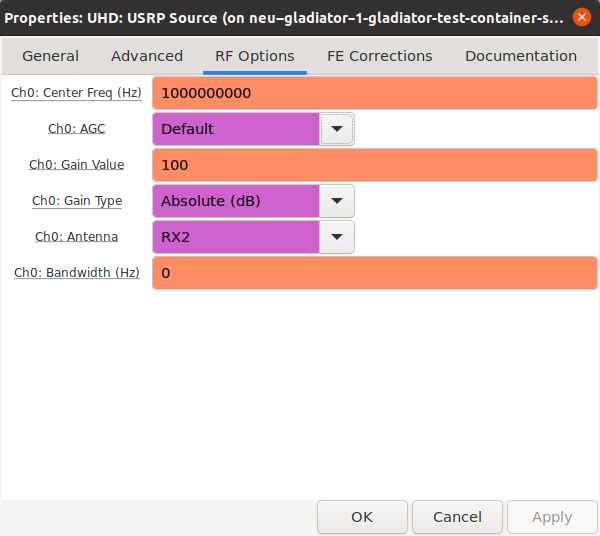 Properties: UHD: USRP Source (on neu–gladiator–1-gladiator-test-container-s...
General Advanced RF Options FE Corrections Documentation
Ch0: Center Freq (Hz) 1000000000
Ch0: AGC Default
Ch0: Gain Value 100
Ch0: Gain Type Absolute (dB)
Ch0: Antenna RX2
Ch0: Bandwidth (Hz) 0
OK Cancel Apply